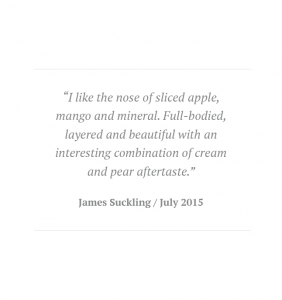 “I like the nose of sliced apple,
mango and mineral. Full-bodied,
layered and beautiful with an
interesting combination of cream
and pear aftertaste.”
James Suckling / July 2015